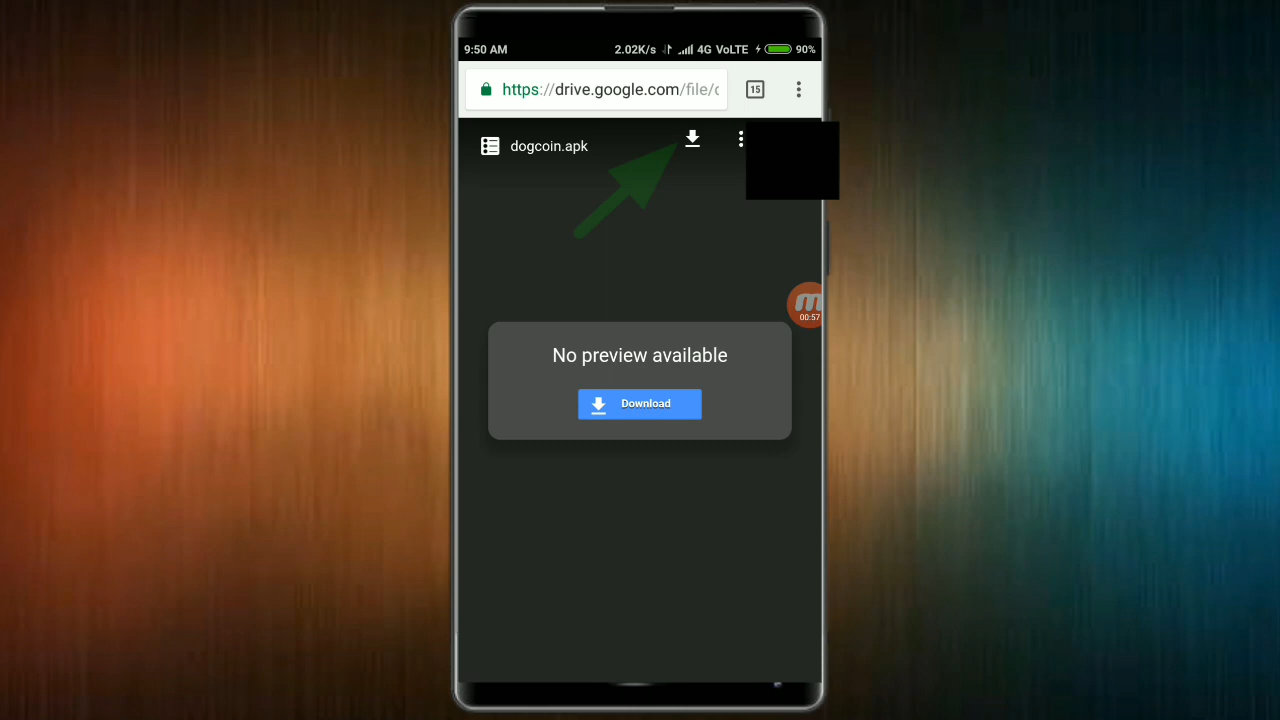 9:50 AM 2.02K/s 4G VoLTE 90%
https://drive.google.com/file/d 15
dogcoin.apk
00:57
No preview available
Download